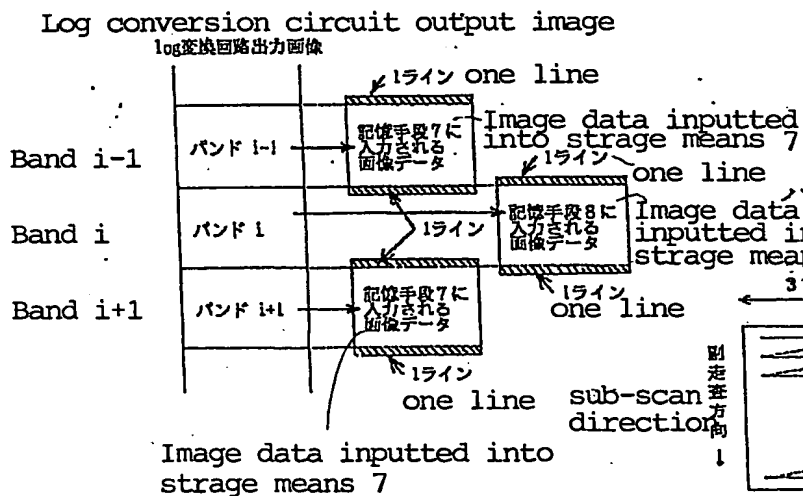 Log conversion circuit output image
log変換回路出力画像
1ライン one line
Band i-1
バンド i-1
記憶手段7に
入力される
画像データ
Image data inputted
into strage means 7
1ライン
one line
Band i
バンド i
1ライン
記憶手段8に
入力される
画像データ
Image data
inputted
strage
Band i+1
バンド i+1
記憶手段7に
入力される
画像データ
1ライン
one line
3
1ライン
one line
副走査方向
sub-scan
direction
Image data inputted into
strage means 7